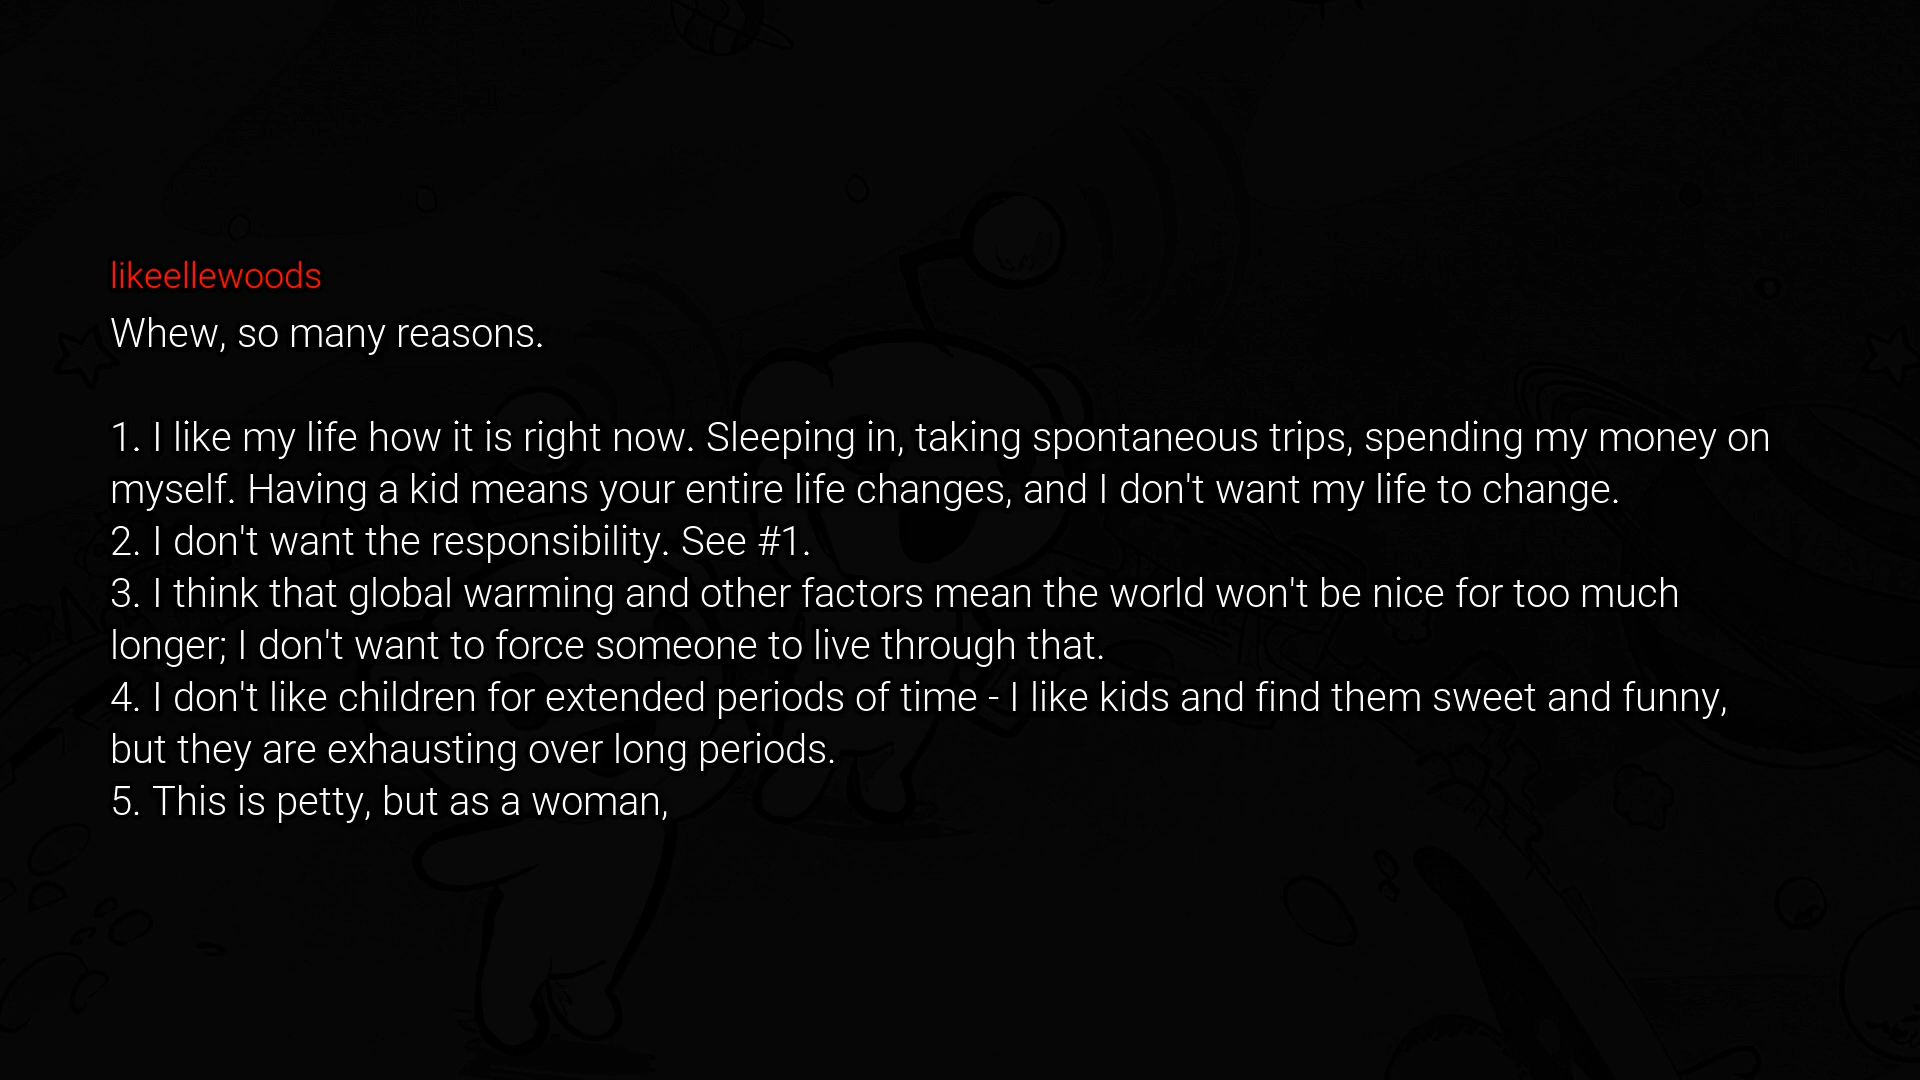 likeellewoods
Whew, so many reasons.
1. I like my life how it is right now. Sleeping in, taking spontaneous trips, spending my money on
myself. Having a kid means your entire life changes, and I don't want my life to change.
2. I don't want the responsibility. See #1.
3. I think that global warming and other factors mean the world won't be nice for too much
longer; I don't want to force someone to live through that.
4. I don't like children for extended periods of time - I like kids and find them sweet and funny,
but they are exhausting over long periods.
5. This is petty, but as a woman,